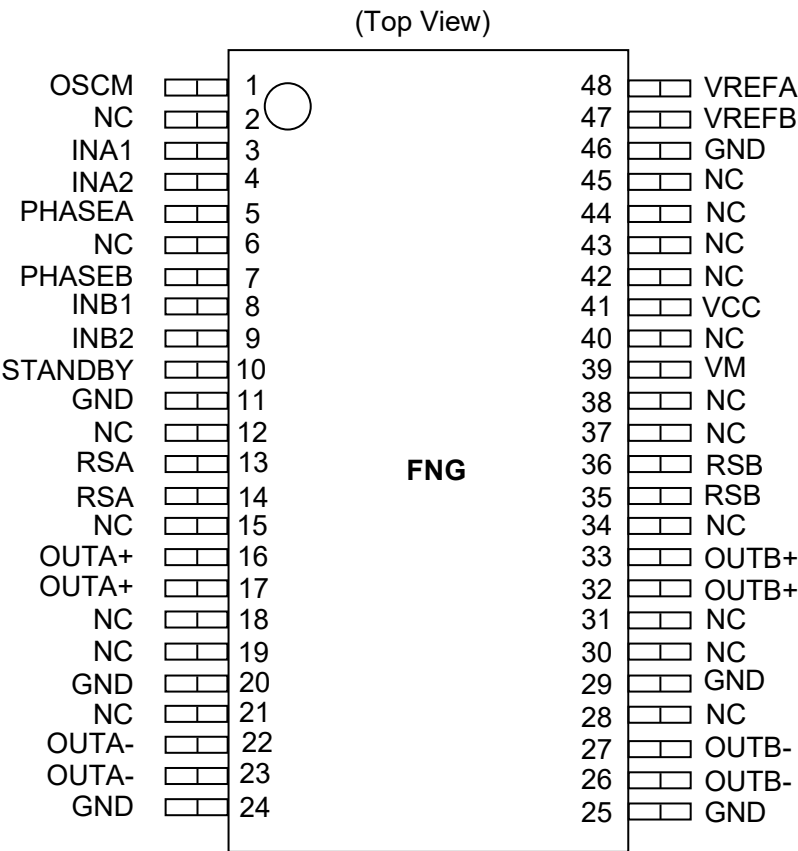 (Top View)
OSCM 1 48 VREFA
NC 2 47 VREFB
INA1 3 46 GND
INA2 4 45 NC
PHASEA 5 44 NC
NC 6 43 NC
PHASEB 7 42 NC
INB1 8 41 VCC
INB2 9 40 NC
STANDBY 10 39 VM
GND 11 38 NC
NC 12 37 NC
RSA 13 36 RSB
FNG
RSA 14 35 RSB
NC 15 34 NC
OUTA+ 16 33 OUTB+
OUTA+ 17 32 OUTB+
NC 18 31 NC
NC 19 30 NC
GND 20 29 GND
NC 21 28 NC
OUTA- 22 27 OUTB-
OUTA- 23 26 OUTB-
GND 24 25 GND